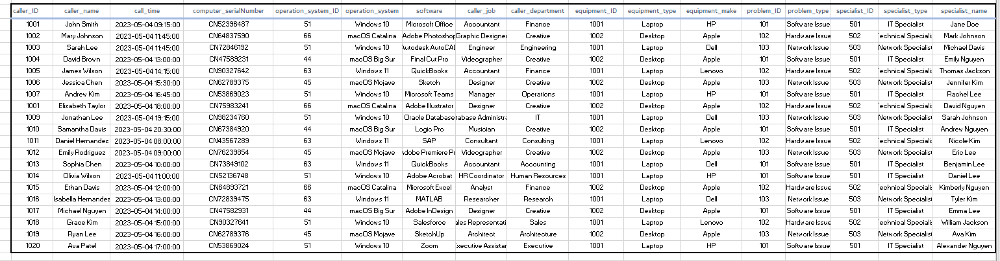 caller_ID caller_name call_time computer_serialNumber operation_system_ID operation_system software caller_job caller_department equipment_ID equipment_type equipment_make problem_ID problem_type specialist_ID specialist_type specialist_name
1001 John Smith 2023-05-04 09:15:00 CN52396487 51 Windows 10 Microsoft Office Accountant Finance 1001 Laptop HP 101 Software Issue 501 IT Specialist Jane Doe
1002 Mary Johnson 2023-05-04 11:45:00 CN64837590 66 macOS Catalina Adobe Photoshop Graphic Designer Creative 1002 Desktop Apple 102 Hardware Issue 502 echnical Speciali Mark Johnson
1003 Sarah Lee 2023-05-04 11:45:00 CN72846192 51 Windows 10 Autodesk AutoCAD Engineer Engineering 1001 Laptop Dell 103 Network Issue 503 Network Specialist Michael Davis
1004 David Brown 2023-05-04 13:00:00 CN47589231 44 macOS Big Sur Final Cut Pro Videographer Creative 1002 Desktop Apple 101 Software Issue 501 IT Specialist Emily Nguyen
1005 James Wilson 2023-05-04 14:15:00 CN90327642 63 Windows 11 QuickBooks Accountant Finance 1001 Laptop Lenovo 102 Hardware Issue 502 echnical Speciali Thomas Jackson
1006 Jessica Chen 2023-05-04 15:30:00 CN62789375 45 macOS Mojave Sketch Designer Creative 1002 Desktop Apple 103 Network Issue 503 Network Specialist Jennifer Kim
1007 Andrew Kim 2023-05-04 16:45:00 CN53869023 51 Windows 10 Microsoft Teams Manager Operations 1001 Laptop HP 101 Software Issue 501 IT Specialist Rachel Lee
1001 Elizabeth Taylor 2023-05-04 18:00:00 CN75983241 66 macOS Catalina Adobe Illustrator Designer Creative 1002 Desktop Apple 102 Hardware Issue 502 echnical Speciali David Nguyen
1009 Jonathan Lee 2023-05-04 19:15:00 CN98234760 51 Windows 10 Oracle Database tabase Administra IT 1001 Laptop Dell 103 Network Issue 503 Network Specialist Sarah Johnson
1010 Samantha Davis 2023-05-04 20:30:00 CN67384920 44 macOS Big Sur Logic Pro Musician Creative 1002 Desktop Apple 101 Software Issue 501 IT Specialist Andrew Nguyen
1011 Daniel Hernandez 2023-05-04 08:00:00 CN43567289 63 Windows 11 SAP Consultant Consulting 1001 Laptop Lenovo 102 Hardware Issue 502 echnical Speciali Nicole Kim
1012 Emily Rodriguez 2023-05-04 09:00:00 CN76239854 45 macOS Mojave Adobe Premiere Pr Videographer Creative 1002 Desktop Apple 103 Network Issue 503 Network Specialist Eric Lee
1013 Sophia Chen 2023-05-04 10:00:00 CN73849102 63 Windows 11 QuickBooks Accountant Accounting 1001 Laptop Dell 101 Software Issue 501 IT Specialist Benjamin Lee
1014 Olivia Wilson 2023-05-04 11:00:00 CN52136748 51 Windows 10 Adobe Acrobat HR Coordinator Human Resources 1001 Laptop HP 101 Software Issue 501 IT Specialist Daniel Lee
1015 Ethan Davis 2023-05-04 12:00:00 CN64893721 66 macOS Catalina Microsoft Excel Analyst Finance 1002 Desktop Apple 102 Hardware Issue 502 echnical Speciali Kimberly Nguyen
1016 Isabella Hernandez 2023-05-04 13:00:00 CN72839475 63 Windows 11 MATLAB Researcher Research 1001 Laptop Dell 103 Network Issue 503 Network Specialist Tyler Kim
1017 Michael Nguyen 2023-05-04 14:00:00 CN47582931 44 macOS Big Sur Adobe InDesign Designer Creative 1002 Desktop Apple 101 Software Issue 501 IT Specialist Emma Lee
1018 Grace Kim 2023-05-04 15:00:00 CN90327641 51 Windows 10 Salesforce ales Representati Sales 1001 Laptop Lenovo 102 Hardware Issue 502 echnical Speciali William Jackson
1019 Ryan Lee 2023-05-04 16:00:00 CN62789376 45 macOS Mojave SketchUp Architect Architecture 1002 Desktop Apple 103 Network Issue 503 Network Specialist Ava Kim
1020 Ava Patel 2023-05-04 17:00:00 CN53869024 51 Windows 10 Zoom Executive Assistan Executive 1001 Laptop HP 101 Software Issue 501 IT Specialist Alexander Nguyen